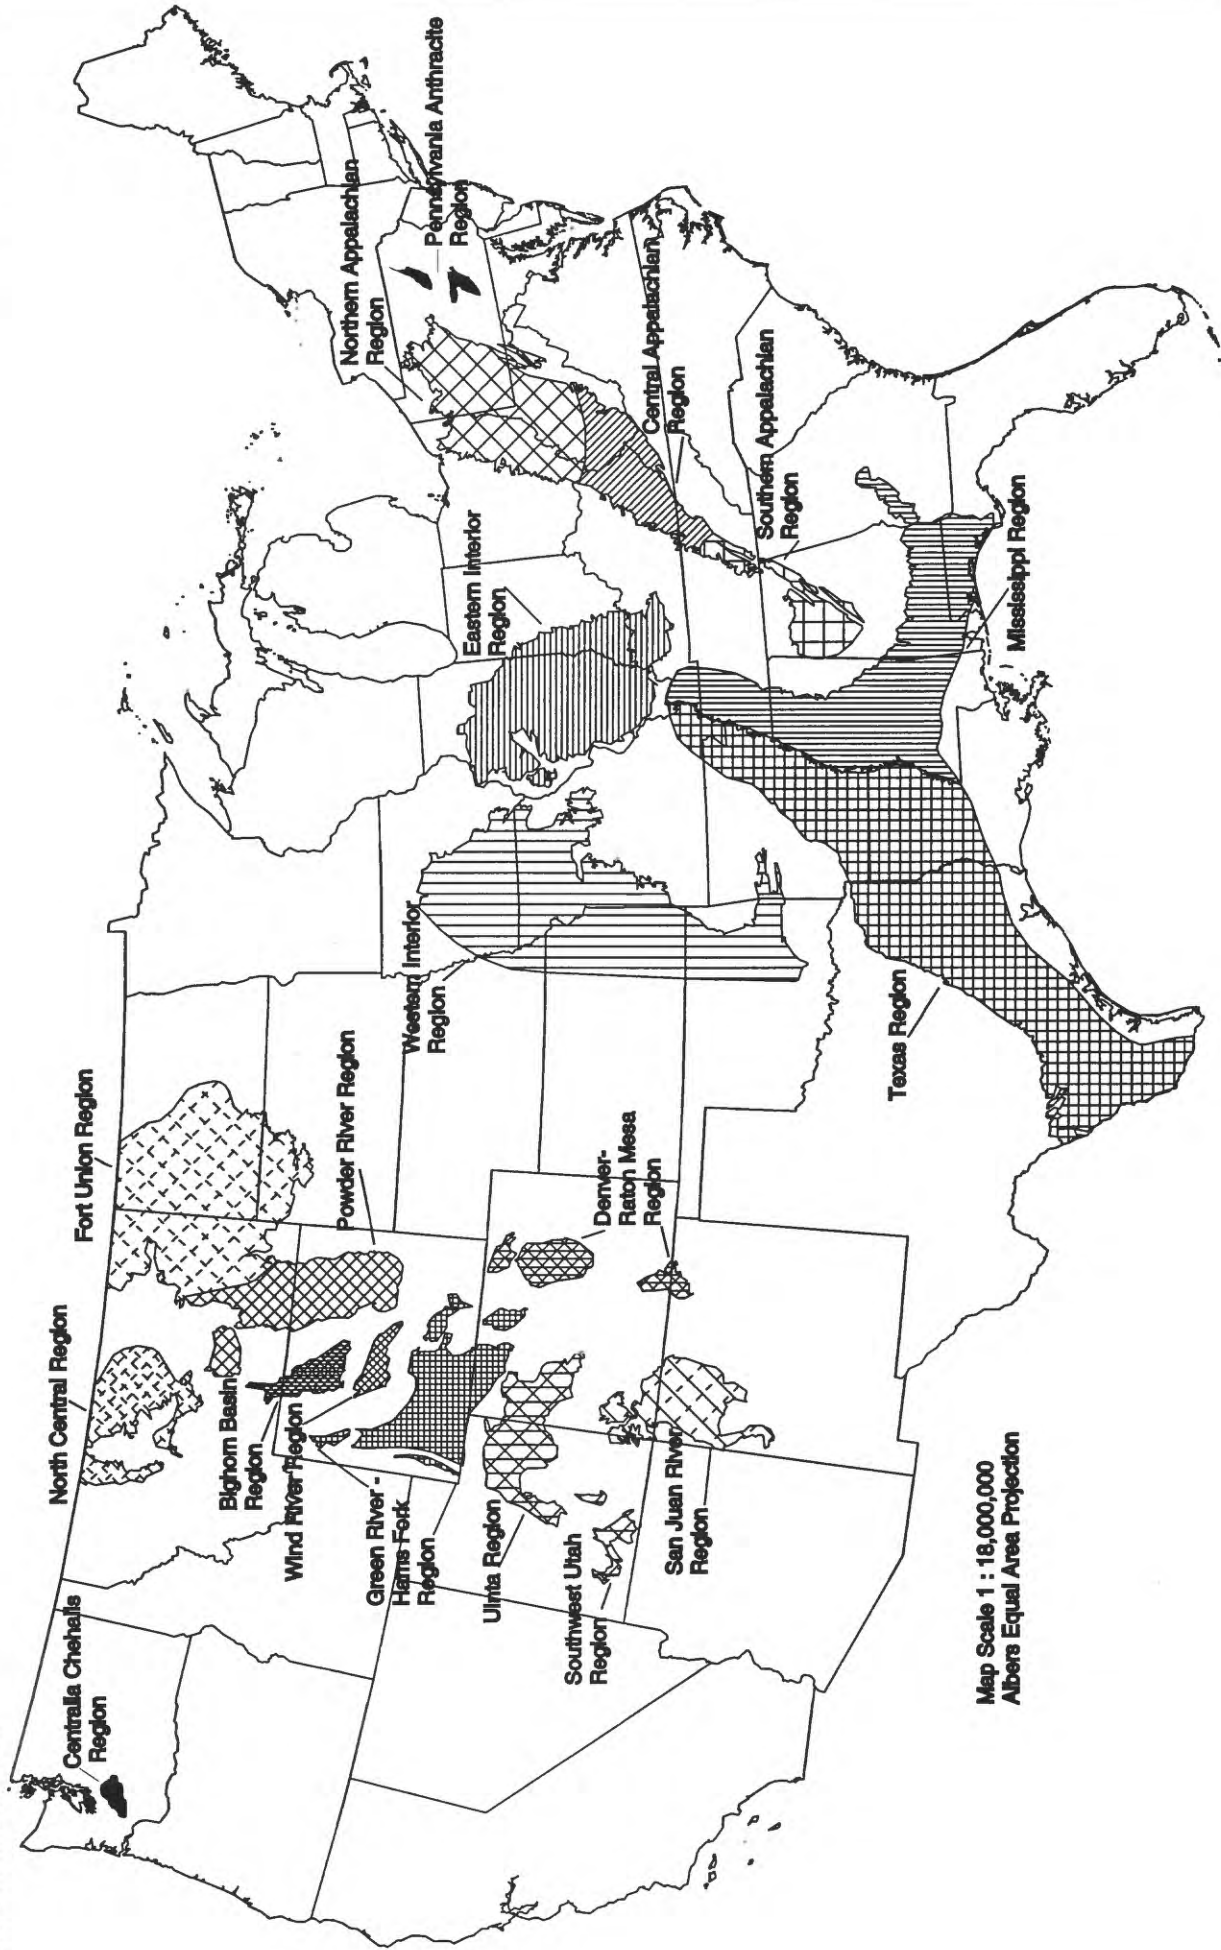 Centralia Chehalis
Region
North Central Region
Fort Union Region
Bighorn Basin
Region
Wind River Region
Green River -
Hams Fork
Region
Powder River Region
Uinta Region
Southwest Utah
Region
San Juan River
Region
Denver-
Raton Mesa
Region
Western Interior
Region
Eastern Interior
Region
Texas Region
Mississippi Region
Northern Appalachian
Region
Pennsylvania Anthracite
Region
Central Appalachian
Region
Southern Appalachian
Region
Map Scale 1 : 18,000,000
Albers Equal Area Projection